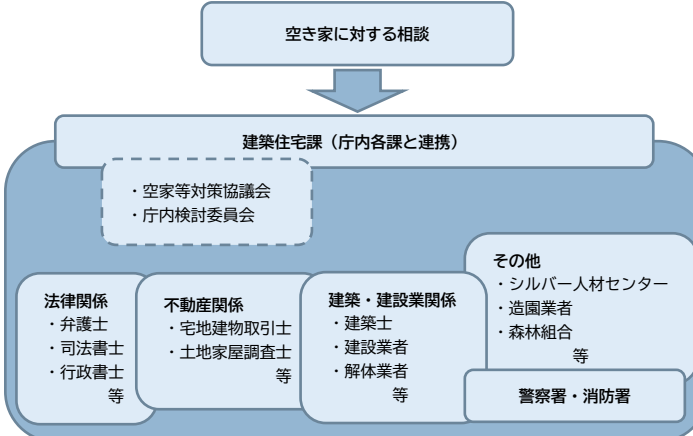 空き家に対する相談
建築住宅課（庁内各課と連携）
・空家等対策協議会
・庁内検討委員会
法律関係
・弁護士
・司法書士
・行政書士
等
不動産関係
・宅地建物取引士
・土地家屋調査士
等
建築・建設業関係
・建築士
・建設業者
・解体業者
等
その他
・シルバー人材センター
・造園業者
・森林組合
等
警察署・消防署